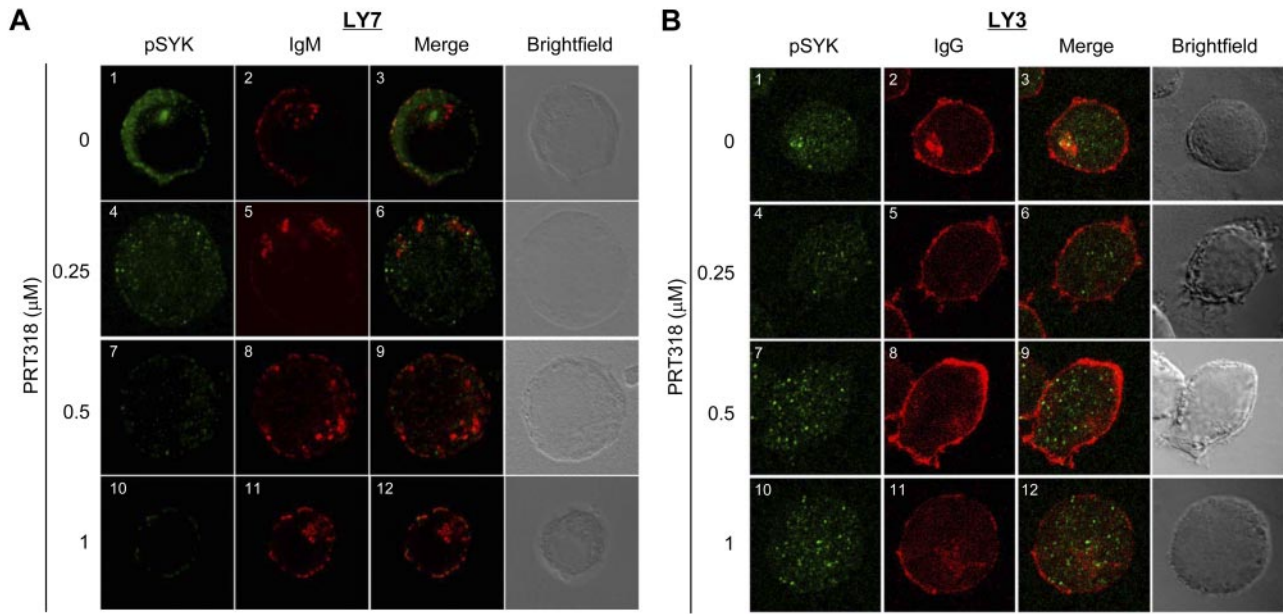 A
LY7
pSYK IgM Merge Brightfield
PRT318 (μM)
0
1 2 3
0.25
4 5 6
0.5
7 8 9
1
10 11 12
B
LY3
pSYK IgG Merge Brightfield
PRT318 (μM)
0
1 2 3
0.25
4 5 6
0.5
7 8 9
1
10 11 12